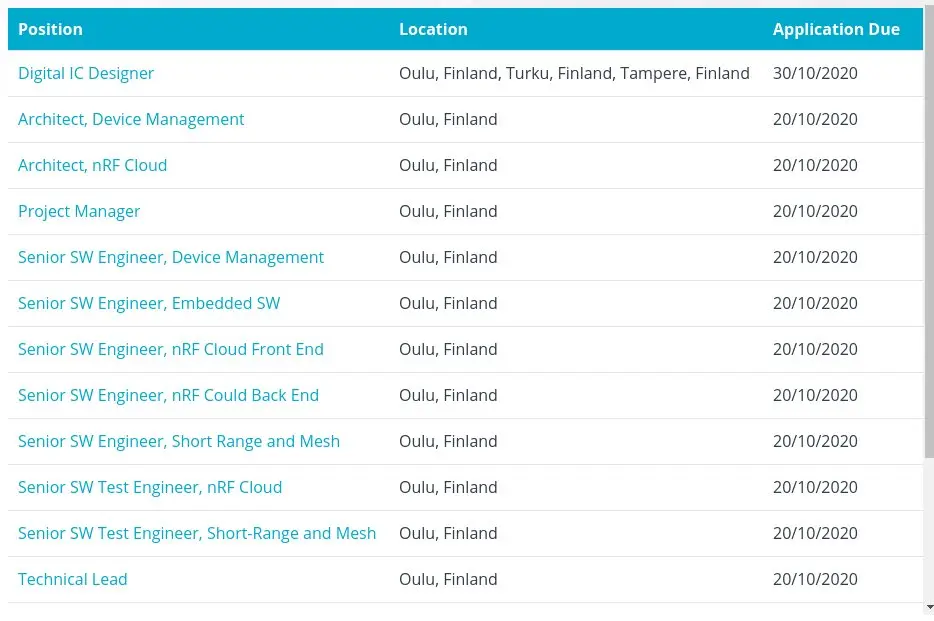 Position Location Application Due
Digital IC Designer Oulu, Finland, Turku, Finland, Tampere, Finland 30/10/2020
Architect, Device Management Oulu, Finland 20/10/2020
Architect, nRF Cloud Oulu, Finland 20/10/2020
Project Manager Oulu, Finland 20/10/2020
Senior SW Engineer, Device Management Oulu, Finland 20/10/2020
Senior SW Engineer, Embedded SW Oulu, Finland 20/10/2020
Senior SW Engineer, nRF Cloud Front End Oulu, Finland 20/10/2020
Senior SW Engineer, nRF Could Back End Oulu, Finland 20/10/2020
Senior SW Engineer, Short Range and Mesh Oulu, Finland 20/10/2020
Senior SW Test Engineer, nRF Cloud Oulu, Finland 20/10/2020
Senior SW Test Engineer, Short-Range and Mesh Oulu, Finland 20/10/2020
Technical Lead Oulu, Finland 20/10/2020